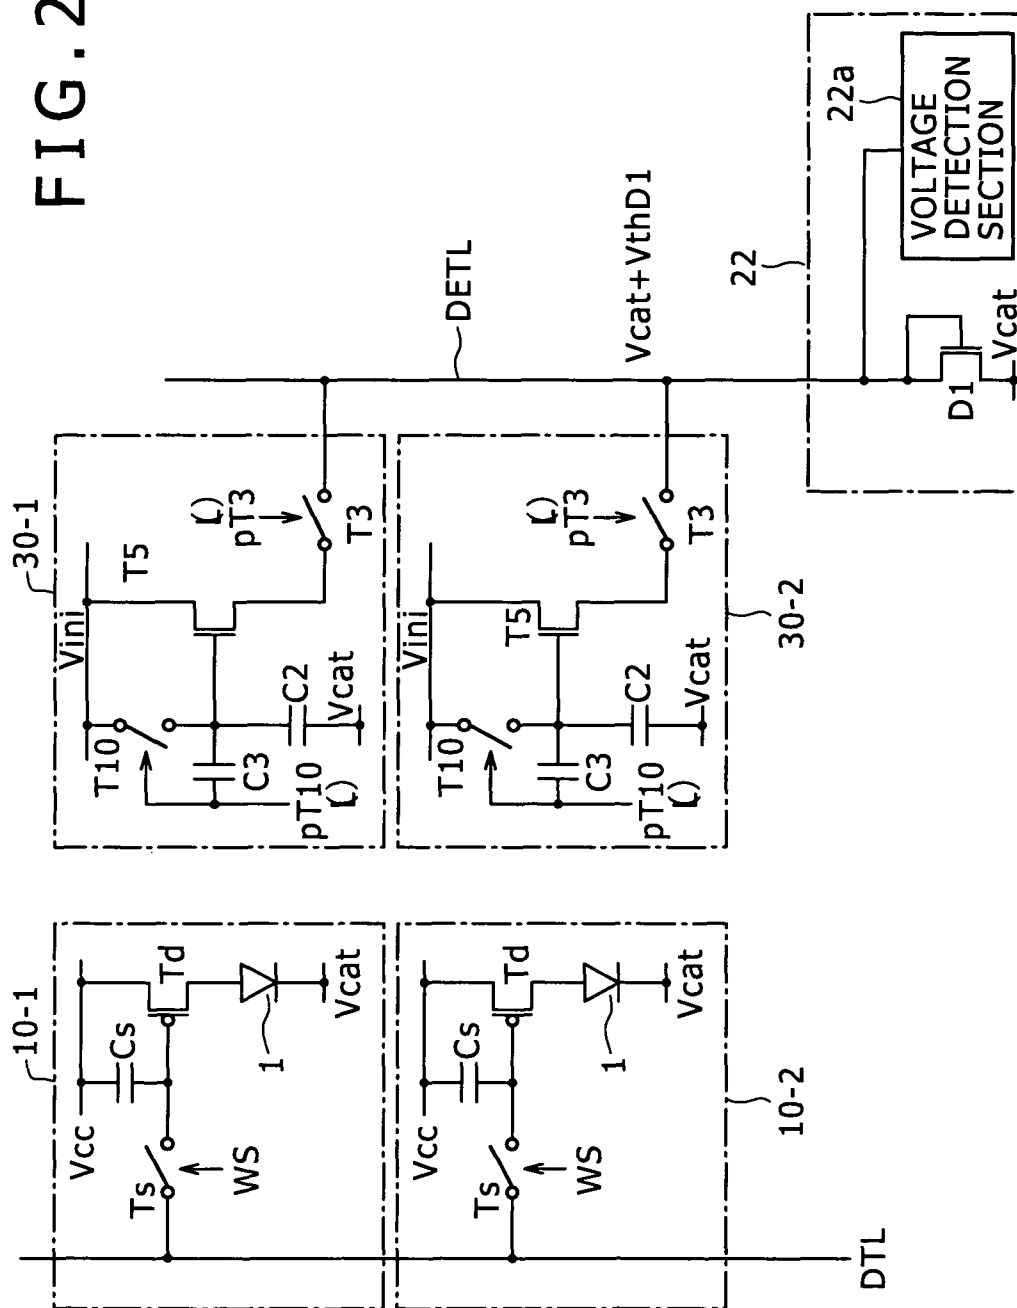 FIG.2
10-1
Vcc
Cs
Td
Ts
WS
1
Vcat
30-1
Vini
T5
T10
C3
C2
Vcat
pT10
(L)
pT3
(L)
T3
DETL
Vcat+VthD1
10-2
Vcc
Cs
Td
Ts
WS
1
Vcat
DTL
30-2
Vini
T5
T10
C3
C2
Vcat
pT10
(L)
pT3
(L)
T3
22
22a
VOLTAGE
DETECTION
SECTION
D1
Vcat